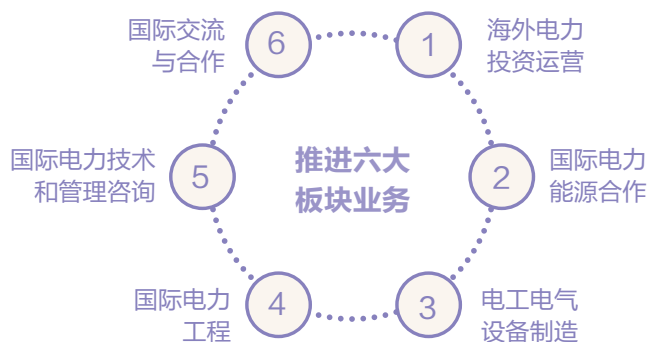 推进六大
板块业务
1
海外电力
投资运营
2
国际电力
能源合作
3
电工电气
设备制造
4
国际电力
工程
5
国际电力技术
和管理咨询
6
国际交流
与合作